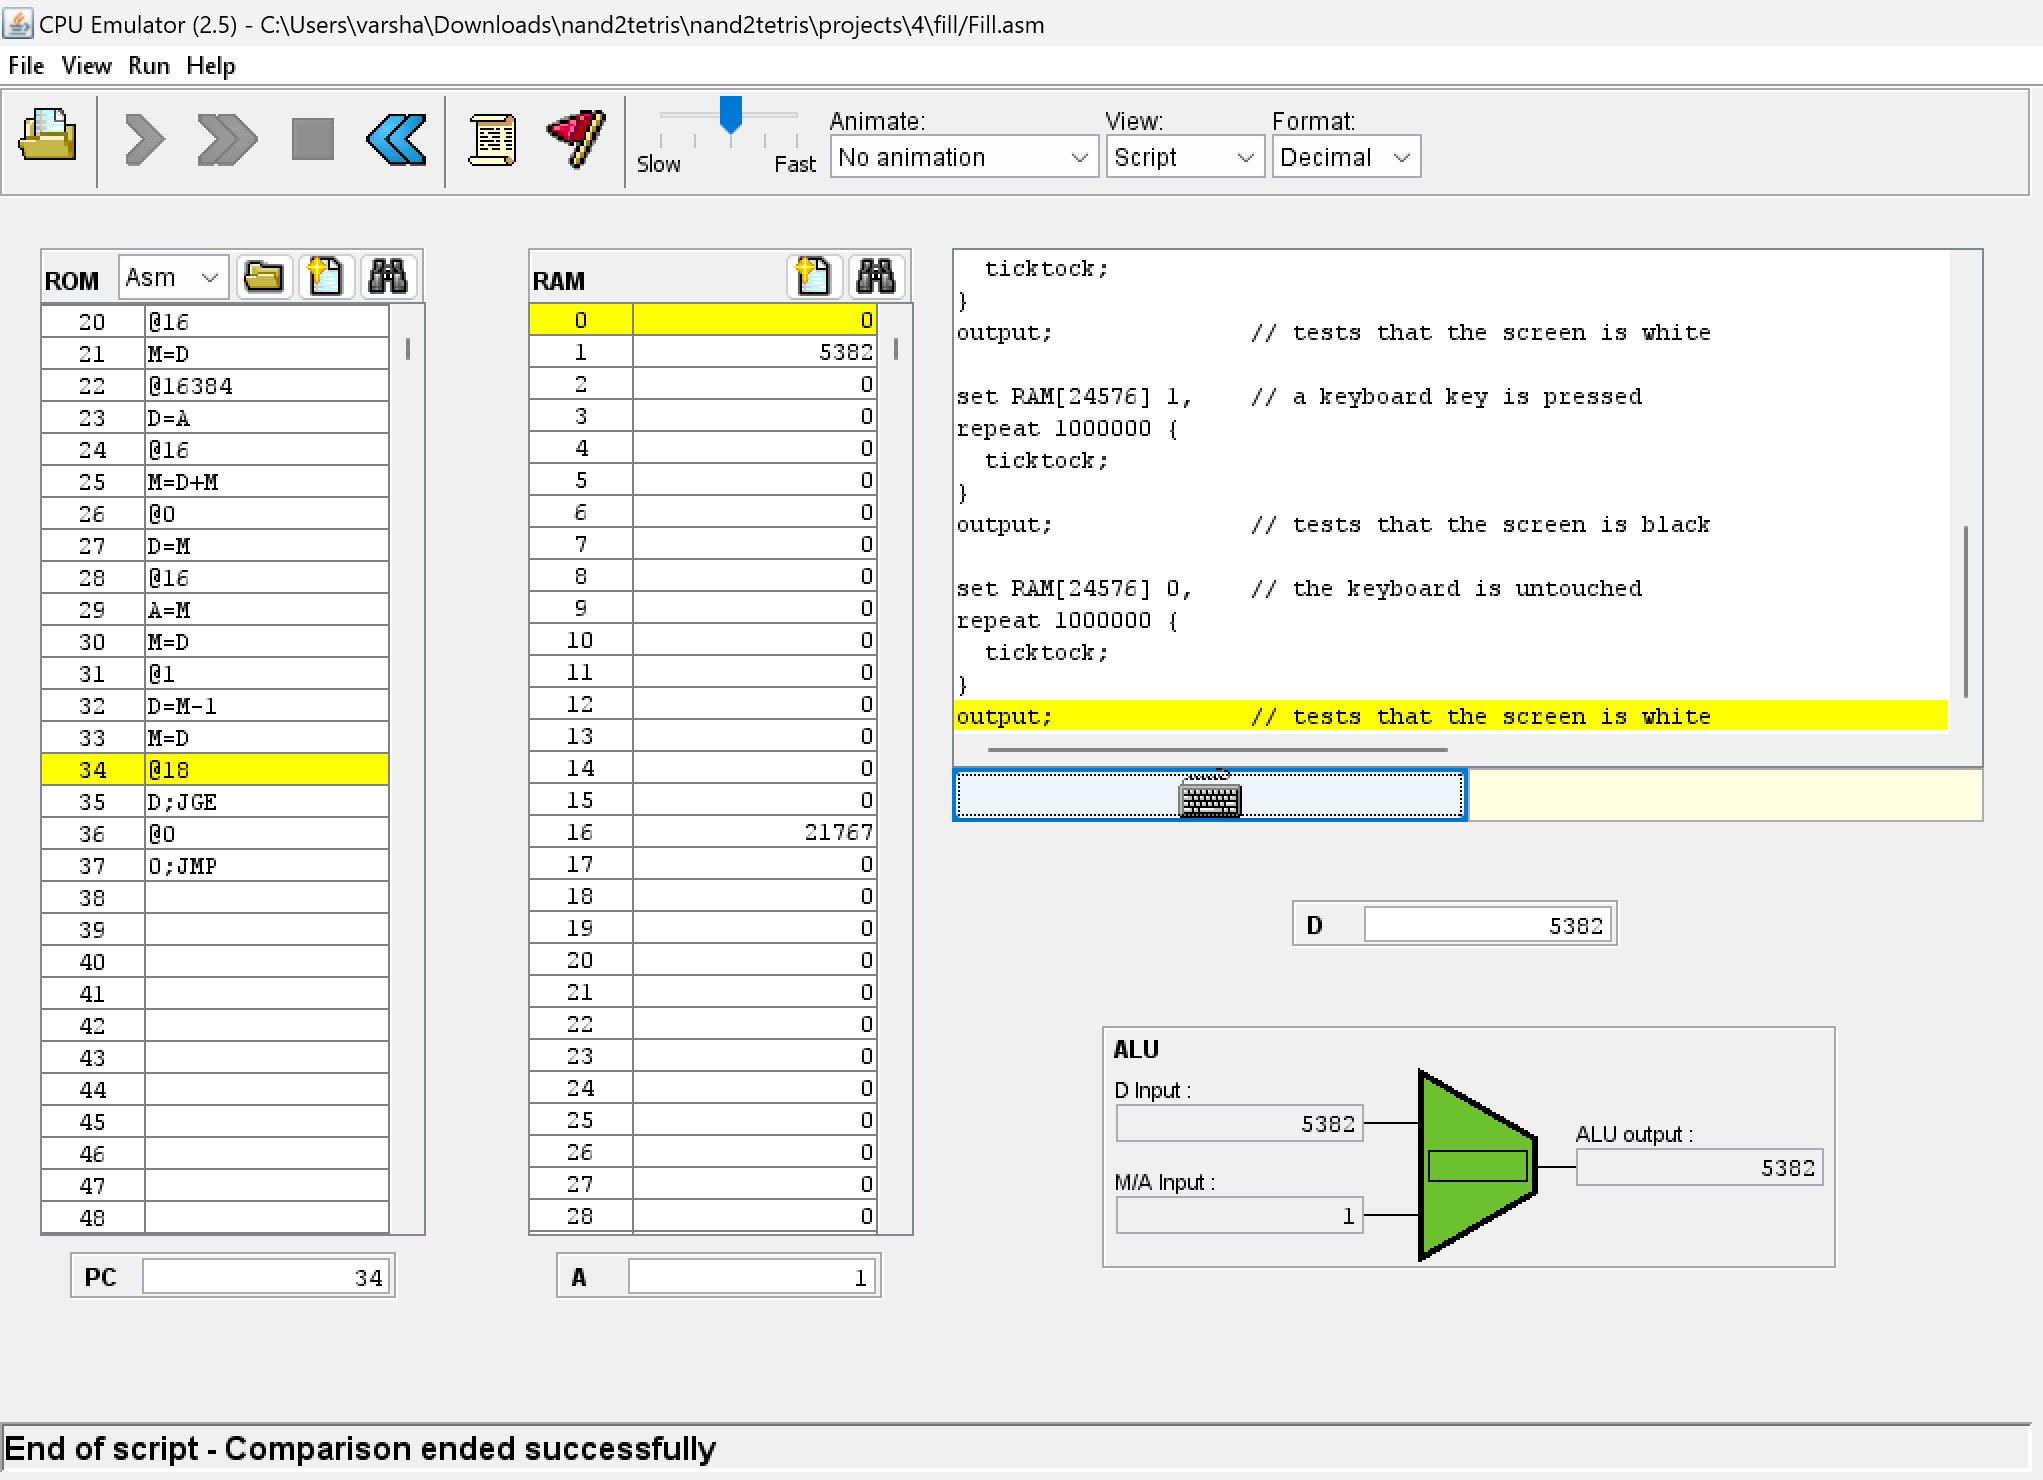 CPU Emulator (2.5) - C:\Users\varsha\Downloads\nand2tetris\nand2tetris\projects\4\fill/Fill.asm
File View Run Help
Slow Fast
Animate:
No animation
View:
Script
Format:
Decimal
ROM Asm
20 @16
21 M=D
22 @16384
23 D=A
24 @16
25 M=D+M
26 @0
27 D=M
28 @16
29 A=M
30 M=D
31 @1
32 D=M-1
33 M=D
34 @18
35 D;JGE
36 @0
37 0;JMP
38
39
40
41
42
43
44
45
46
47
48
PC 34
RAM
0 0
1 5382
2 0
3 0
4 0
5 0
6 0
7 0
8 0
9 0
10 0
11 0
12 0
13 0
14 0
15 0
16 21767
17 0
18 0
19 0
20 0
21 0
22 0
23 0
24 0
25 0
26 0
27 0
28 0
A 1
ticktock;
}
output; // tests that the screen is white
set RAM[24576] 1, // a keyboard key is pressed
repeat 1000000 {
ticktock;
}
output; // tests that the screen is black
set RAM[24576] 0, // the keyboard is untouched
repeat 1000000 {
ticktock;
}
output; // tests that the screen is white
D 5382
ALU
D Input :
5382
M/A Input :
1
ALU output :
5382
End of script - Comparison ended successfully